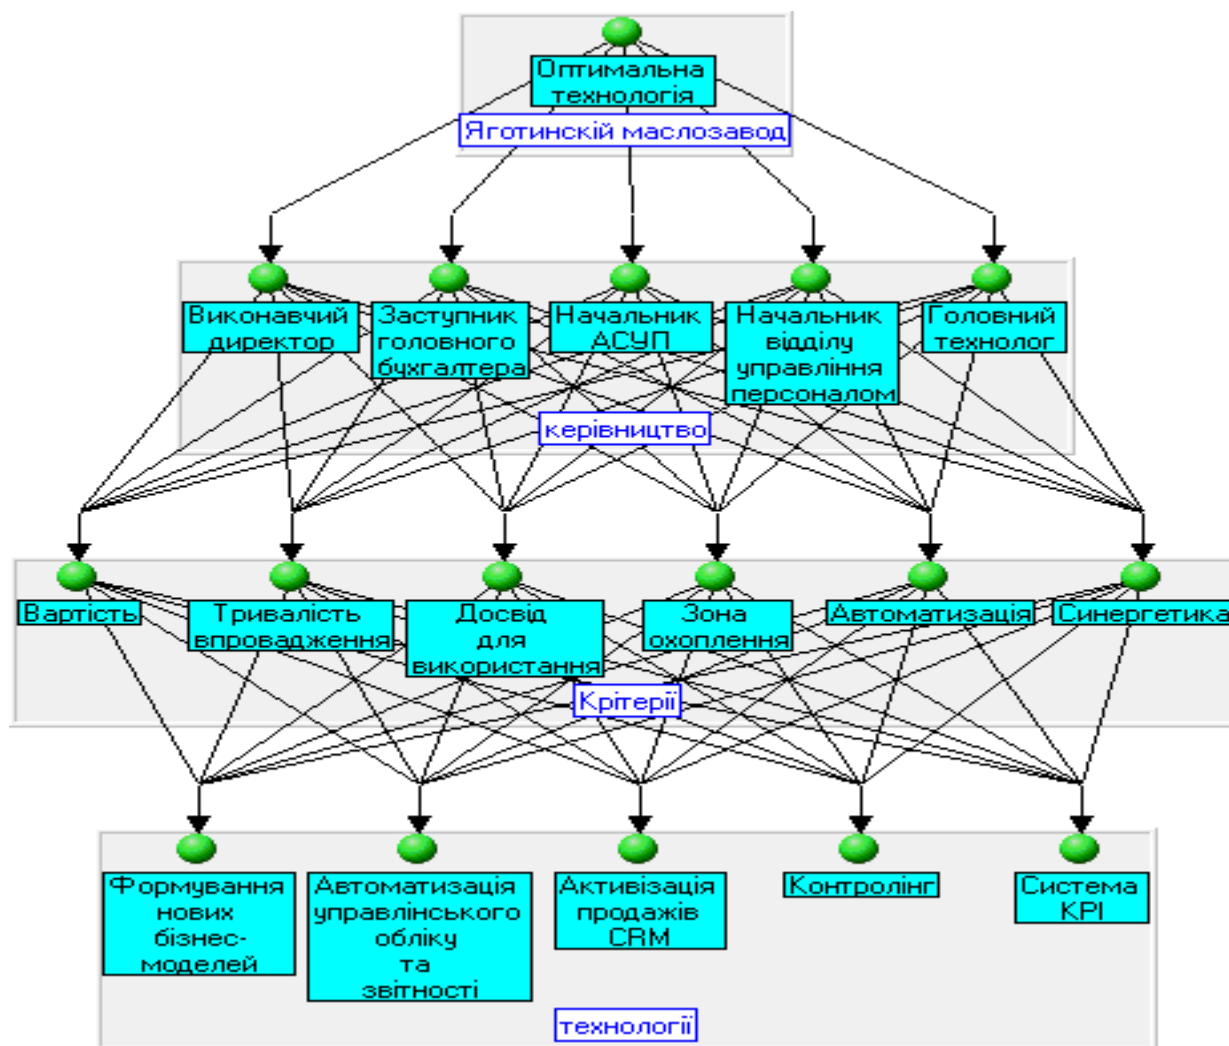 Оптимальна
технологія
Яготинскій маслозавод
Виконавчий
директор
Заступник
головного
бухгалтера
Начальник
АСУП
Начальник
відділу
управління
персоналом
Головний
технолог
керівництво
Вартість
Тривалість
впровадження
Досвід
для
використання
Зона
охоплення
Автоматизація
Синергетика
Крітерії
Формування
нових
бізнес-
моделей
Автоматизація
управлінського
обліку
та
звітності
Активізація
продажів
CRM
Контролінг
Система
KPI
технології